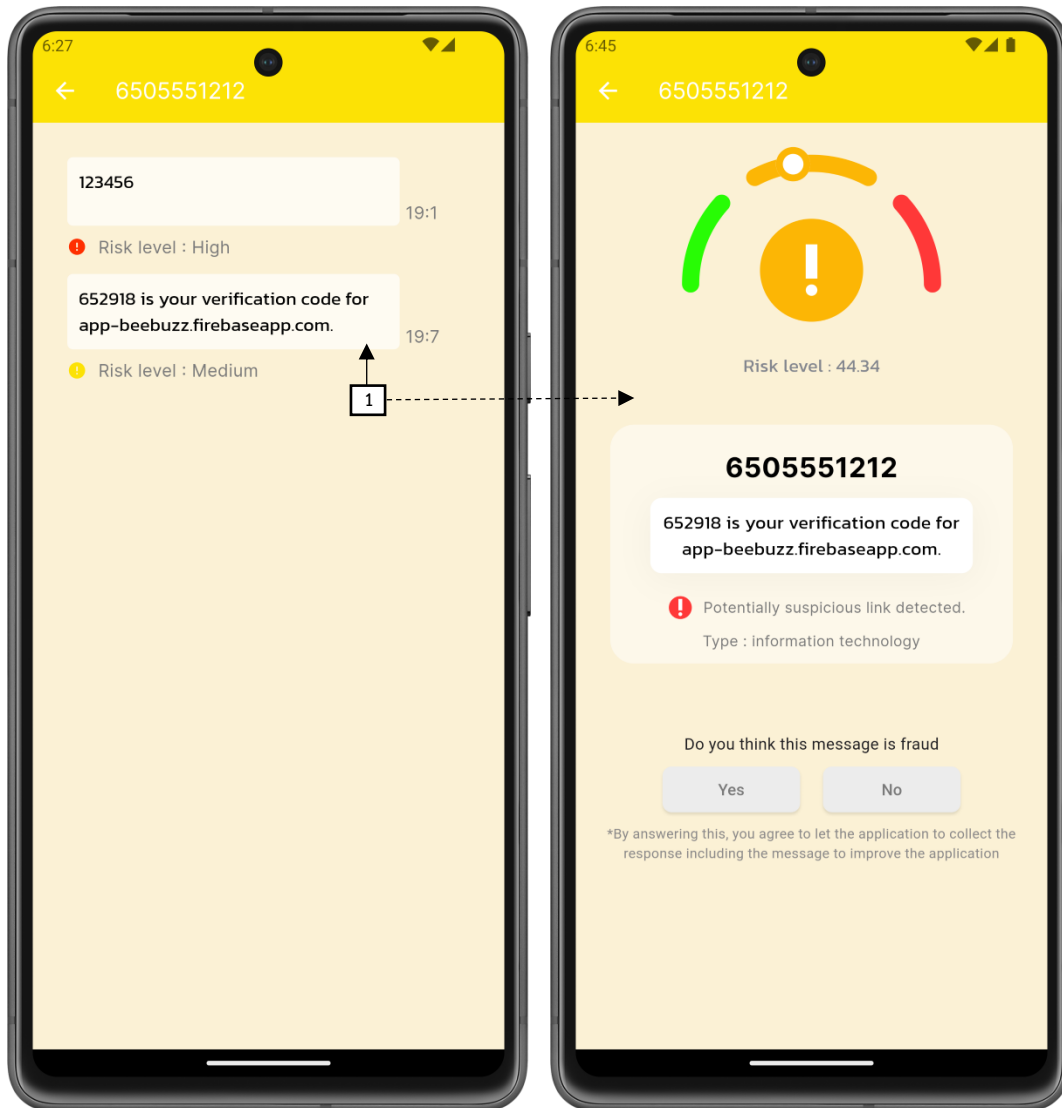 6:27
6505551212
123456
19:1
Risk level : High
652918 is your verification code for
app-beebuzz.firebaseapp.com.
19:7
Risk level : Medium
1
6:45
6505551212
Risk level : 44.34
6505551212
652918 is your verification code for
app-beebuzz.firebaseapp.com.
Potentially suspicious link detected.
Type : information technology
Do you think this message is fraud
Yes
No
*By answering this, you agree to let the application to collect the
response including the message to improve the application